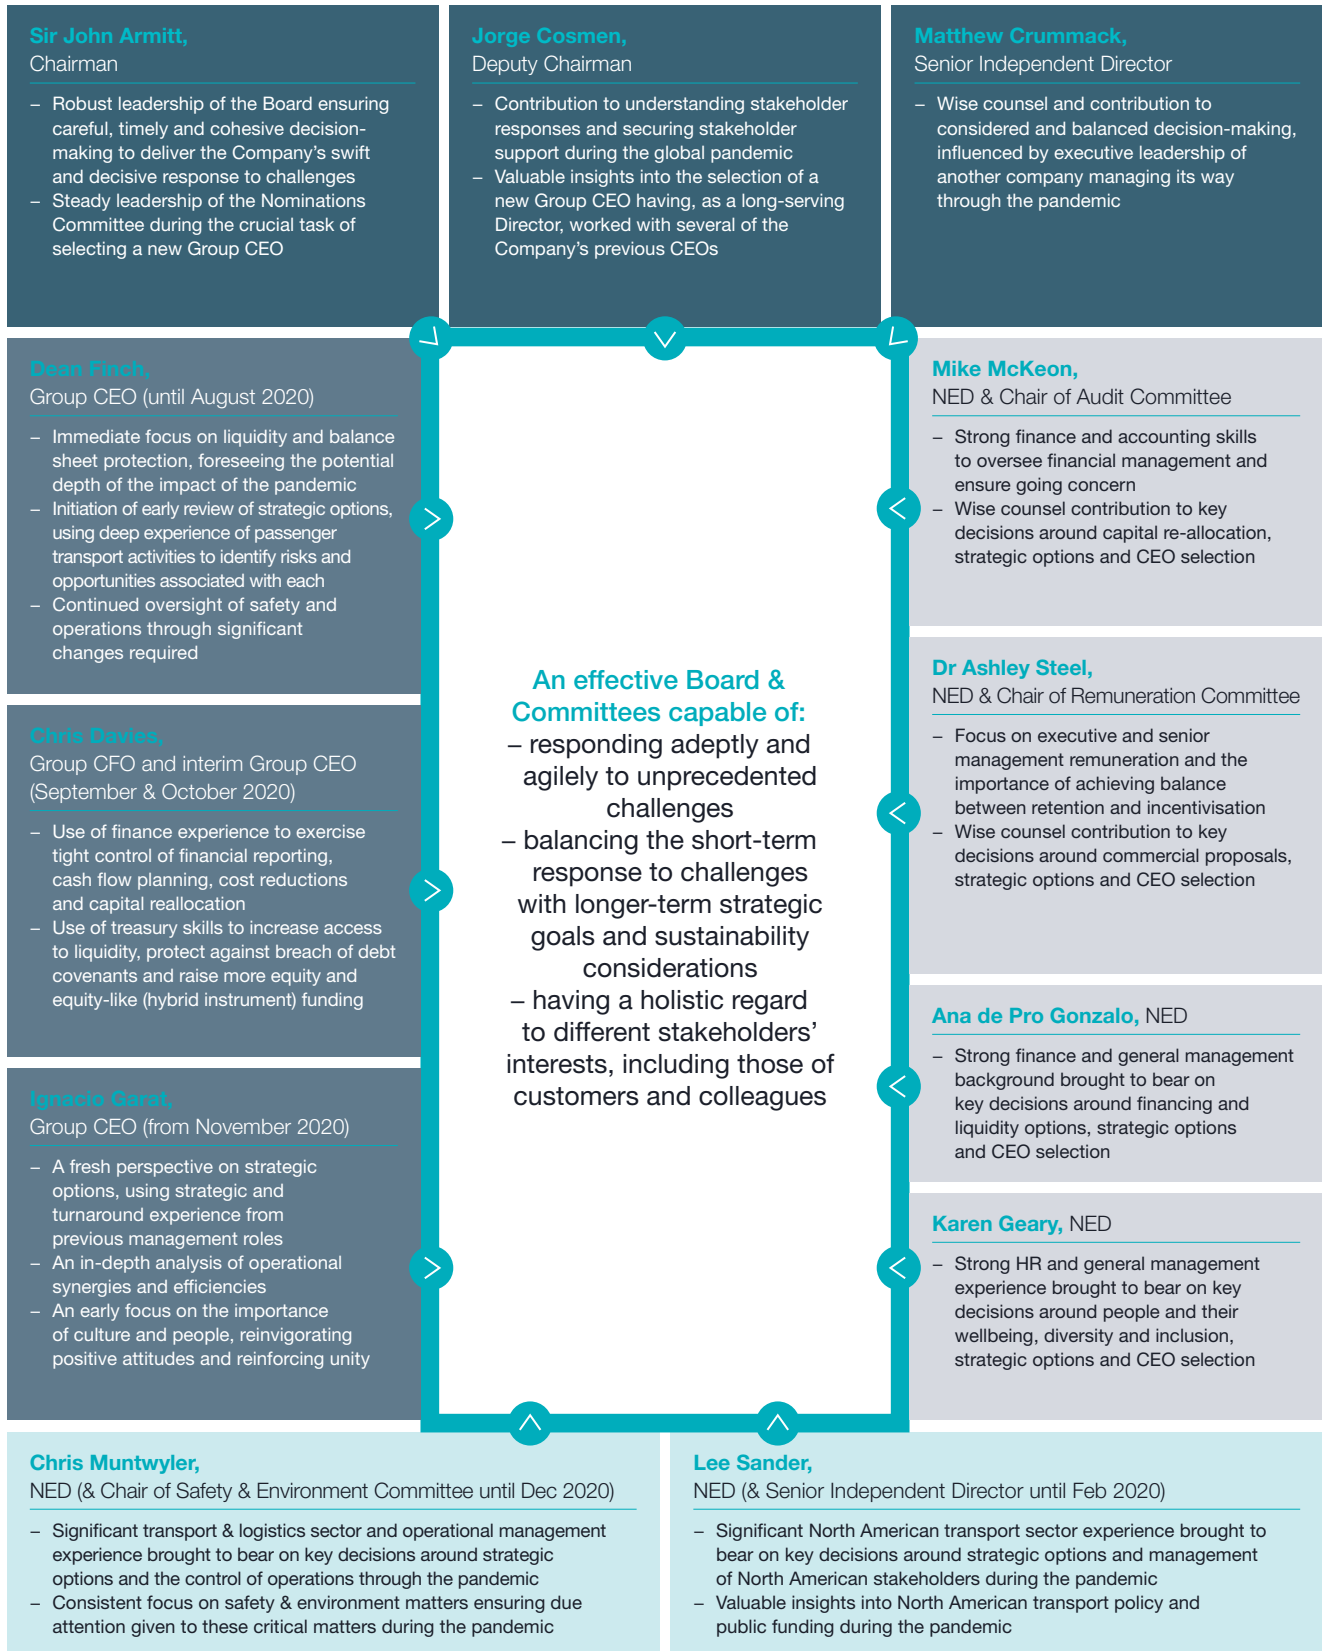 Sir John Armitt,
Chairman
– Robust leadership of the Board ensuring
careful, timely and cohesive decision-
making to deliver the Company's swift
and decisive response to challenges
– Steady leadership of the Nominations
Committee during the crucial task of
selecting a new Group CEO
Jorge Cosmen,
Deputy Chairman
– Contribution to understanding stakeholder
responses and securing stakeholder
support during the global pandemic
– Valuable insights into the selection of a
new Group CEO having, as a long-serving
Director, worked with several of the
Company's previous CEOs
Matthew Crummack,
Senior Independent Director
– Wise counsel and contribution to
considered and balanced decision-making,
influenced by executive leadership of
another company managing its way
through the pandemic
Dean Finch,
Group CEO (until August 2020)
– Immediate focus on liquidity and balance
sheet protection, foreseeing the potential
depth of the impact of the pandemic
– Initiation of early review of strategic options,
using deep experience of passenger
transport activities to identify risks and
opportunities associated with each
– Continued oversight of safety and
operations through significant
changes required
Chris Davies,
Group CFO and interim Group CEO
(September & October 2020)
– Use of finance experience to exercise
tight control of financial reporting,
cash flow planning, cost reductions
and capital reallocation
– Use of treasury skills to increase access
to liquidity, protect against breach of debt
covenants and raise more equity and
equity-like (hybrid instrument) funding
Ignacio Garat,
Group CEO (from November 2020)
– A fresh perspective on strategic
options, using strategic and
turnaround experience from
previous management roles
– An in-depth analysis of operational
synergies and efficiencies
– An early focus on the importance
of culture and people, reinvigorating
positive attitudes and reinforcing unity
An effective Board &
Committees capable of:
– responding adeptly and
agilely to unprecedented
challenges
– balancing the short-term
response to challenges
with longer-term strategic
goals and sustainability
considerations
– having a holistic regard
to different stakeholders'
interests, including those of
customers and colleagues
Mike McKeon,
NED & Chair of Audit Committee
– Strong finance and accounting skills
to oversee financial management and
ensure going concern
– Wise counsel contribution to key
decisions around capital re-allocation,
strategic options and CEO selection
Dr Ashley Steel,
NED & Chair of Remuneration Committee
– Focus on executive and senior
management remuneration and the
importance of achieving balance
between retention and incentivisation
– Wise counsel contribution to key
decisions around commercial proposals,
strategic options and CEO selection
Ana de Pro Gonzalo, NED
– Strong finance and general management
background brought to bear on
key decisions around financing and
liquidity options, strategic options
and CEO selection
Karen Geary, NED
– Strong HR and general management
experience brought to bear on key
decisions around people and their
wellbeing, diversity and inclusion,
strategic options and CEO selection
Chris Muntwyler,
NED (& Chair of Safety & Environment Committee until Dec 2020)
– Significant transport & logistics sector and operational management
experience brought to bear on key decisions around strategic
options and the control of operations through the pandemic
– Consistent focus on safety & environment matters ensuring due
attention given to these critical matters during the pandemic
Lee Sander,
NED (& Senior Independent Director until Feb 2020)
– Significant North American transport sector experience brought to
bear on key decisions around strategic options and management
of North American stakeholders during the pandemic
– Valuable insights into North American transport policy and
public funding during the pandemic